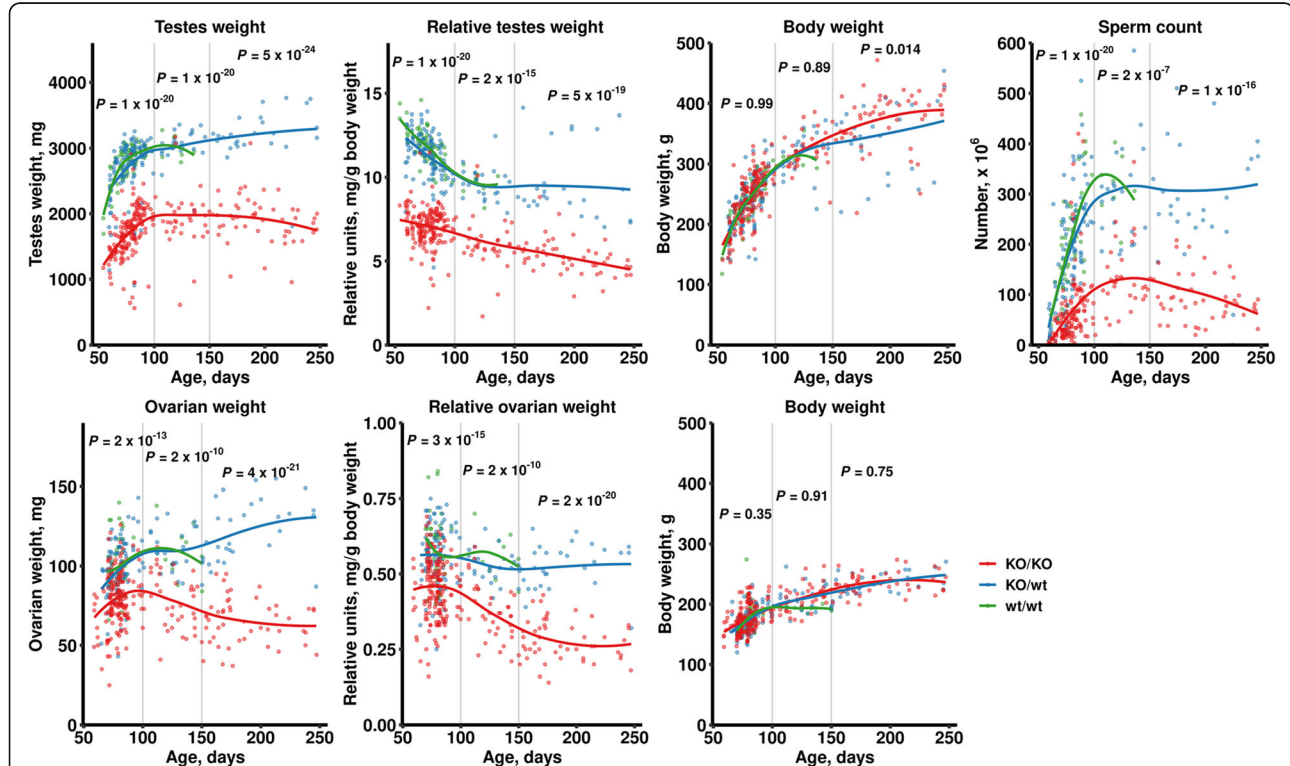 Testes weight
P = 5 x 10⁻²⁴
P = 1 x 10⁻²⁰
P = 1 x 10⁻²⁰
4000
3000
2000
1000
0
Testes weight, mg
50 100 150 200 250
Age, days
Relative testes weight
P = 1 x 10⁻²⁰
P = 2 x 10⁻¹⁵
P = 5 x 10⁻¹⁹
15
10
5
0
Relative units, mg/g body weight
50 100 150 200 250
Age, days
Body weight
P = 0.014
P = 0.89
P = 0.99
500
400
300
200
100
0
Body weight, g
50 100 150 200 250
Age, days
Sperm count
P = 1 x 10⁻²⁰
P = 2 x 10⁻⁷
P = 1 x 10⁻¹⁶
600
500
400
300
200
100
0
Number, x 10⁶
50 100 150 200 250
Age, days
Ovarian weight
P = 2 x 10⁻¹³
P = 2 x 10⁻¹⁰
P = 4 x 10⁻²¹
150
100
50
0
Ovarian weight, mg
50 100 150 200 250
Age, days
Relative ovarian weight
P = 3 x 10⁻¹⁵
P = 2 x 10⁻¹⁰
P = 2 x 10⁻²⁰
1.00
0.75
0.50
0.25
0.00
Relative units, mg/g body weight
50 100 150 200 250
Age, days
Body weight
P = 0.75
P = 0.91
P = 0.35
500
400
300
200
100
0
Body weight, g
50 100 150 200 250
Age, days
KO/KO
KO/wt
wt/wt